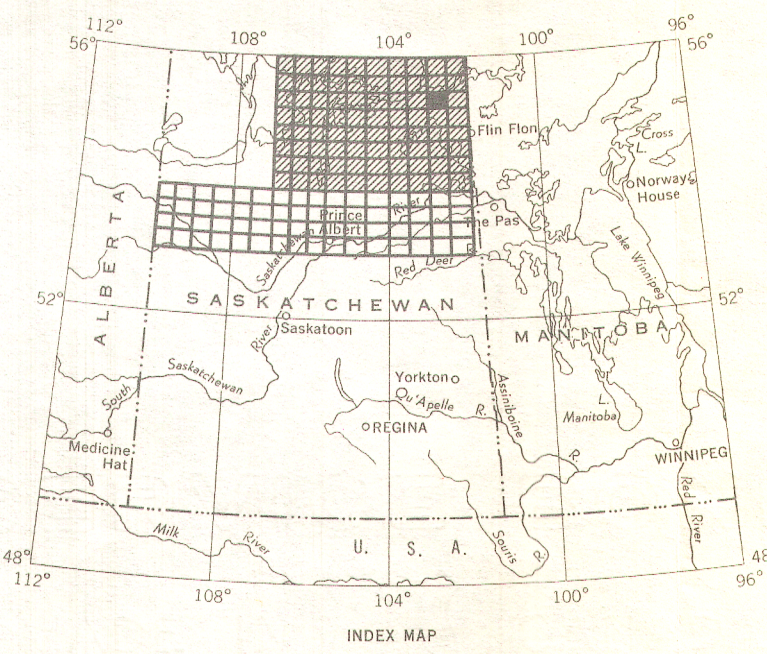 112°
108°
104°
100°
96°
56°
56°
Flin Flon
Cross
L.
Norway
House
Prince
Albert
River
Saskatchewan
The Pas
R.
Red Deer
Lake Winnipeg
ALBERTA
52°
SASKATCHEWAN
52°
MANITOBA
Saskatoon
River
Saskatchewan
South
Yorkton
Qu'Apelle
R.
Assiniboine
L.
Manitoba
REGINA
Medicine
Hat
R.
WINNIPEG
Red
River
Milk
River
U. S. A.
Souris
R.
48°
48
112°
108°
104°
100°
96°
INDEX MAP